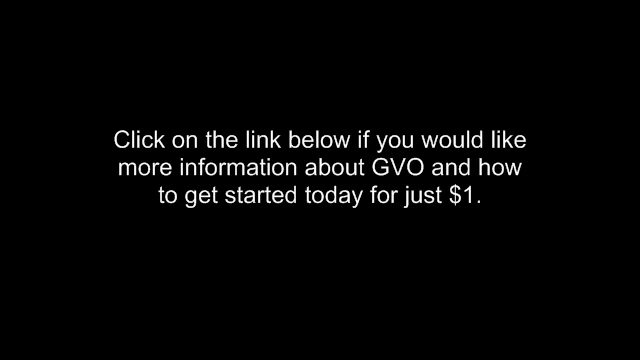 Click on the link below if you would like
more information about GVO and how
to get started today for just $1.